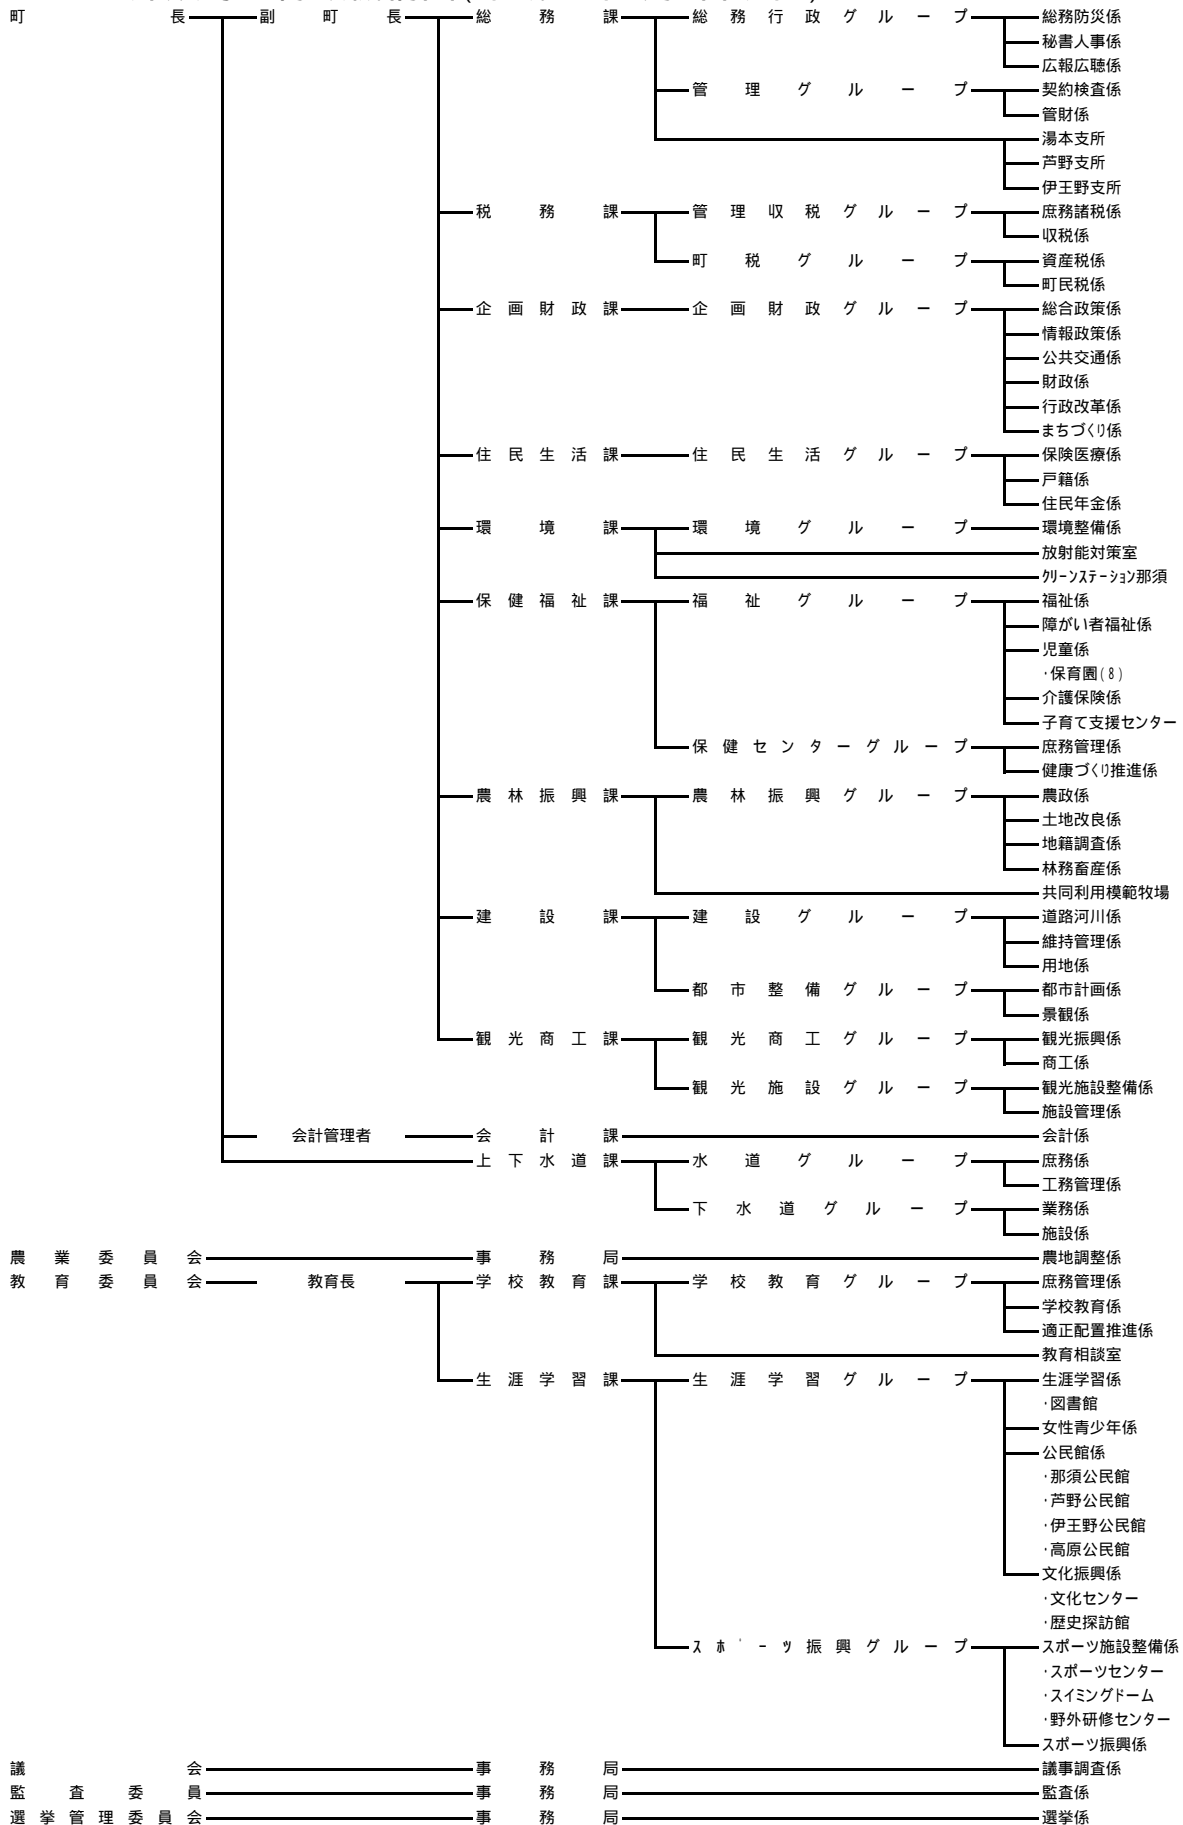 町長 副町長 総務課 総務行政グループ 総務防災係
秘書人事係
広報広聴係
管理グループ 契約検査係
管財係
湯本支所
芦野支所
伊王野支所
税務課 管理収税グループ 庶務諸税係
収税係
町税グループ 資産税係
町民税係
企画財政課 企画財政グループ 総合政策係
情報政策係
公共交通係
財政係
行政改革係
まちづくり係
住民生活課 住民生活グループ 保険医療係
戸籍係
住民年金係
環境課 環境グループ 環境整備係
放射能対策室
クリーンステーション那須
保健福祉課 福祉グループ 福祉係
障がい者福祉係
児童係
・保育園(8)
介護保険係
子育て支援センター
保健センターグループ 庶務管理係
健康づくり推進係
農林振興課 農林振興グループ 農政係
土地改良係
地籍調査係
林務畜産係
共同利用模範牧場
建設課 建設グループ 道路河川係
維持管理係
用地係
都市整備グループ 都市計画係
景観係
観光商工課 観光商工グループ 観光振興係
商工係
観光施設グループ 観光施設整備係
施設管理係
会計管理者 会計課 会計係
上下水道課 水道グループ 庶務係
工務管理係
下水道グループ 業務係
施設係
農業委員会 事務局 農地調整係
教育委員会 教育長 学校教育課 学校教育グループ 庶務管理係
学校教育係
適正配置推進係
教育相談室
生涯学習課 生涯学習グループ 生涯学習係
・図書館
女性青少年係
公民館係
・那須公民館
・芦野公民館
・伊王野公民館
・高原公民館
文化振興係
・文化センター
・歴史探訪館
スポーツ振興グループ スポーツ施設整備係
・スポーツセンター
・スイミングドーム
・野外研修センター
スポーツ振興係
議会 事務局 議事調査係
監査委員 事務局 監査係
選挙管理委員会 事務局 選挙係